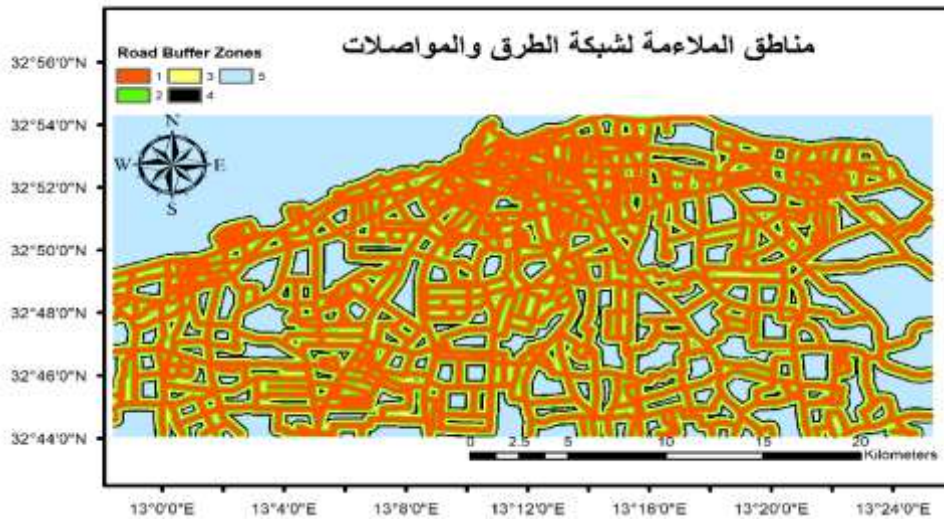 مناطق الملاءمة لشبكة الطرق والمواصلات
Road Buffer Zones
1 3 5
2 4
N
W E
S
32°56'0"N
32°54'0"N
32°52'0"N
32°50'0"N
32°48'0"N
32°46'0"N
32°44'0"N
0 2.5 5 10 15 20
Kilometers
13°0'0"E 13°4'0"E 13°8'0"E 13°12'0"E 13°16'0"E 13°20'0"E 13°24'0"E